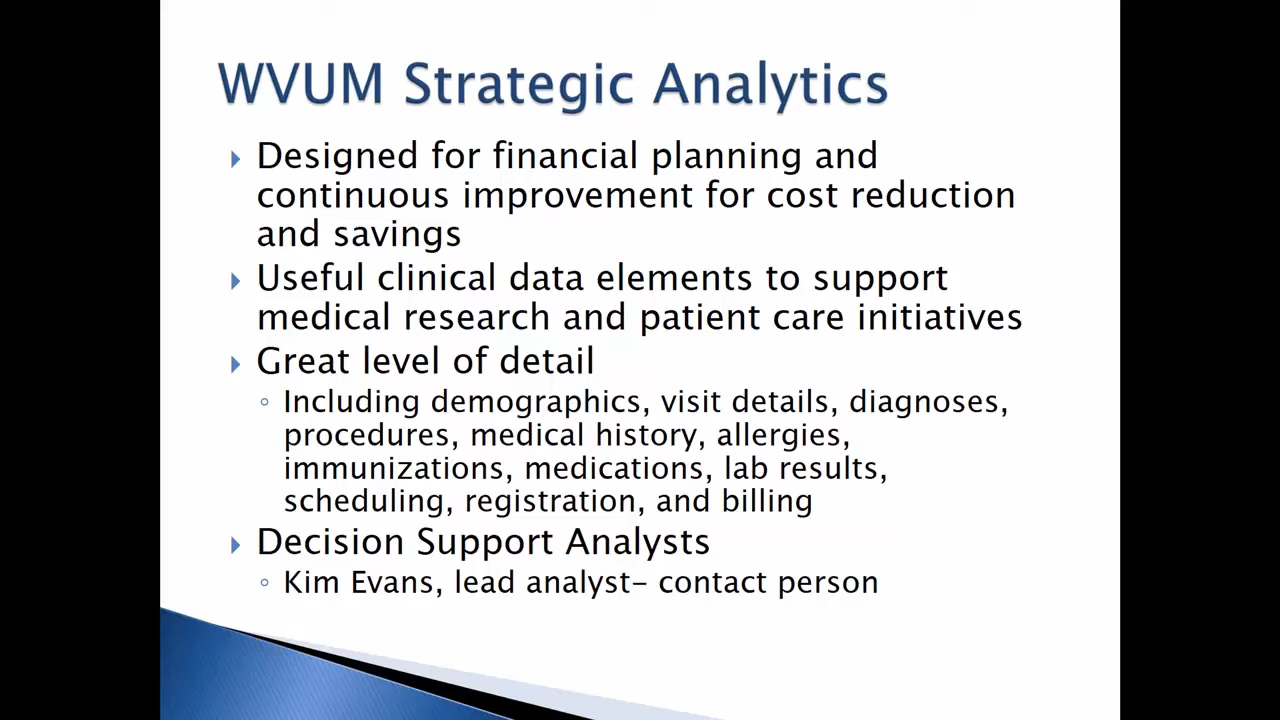 WVUM Strategic Analytics
Designed for financial planning and
continuous improvement for cost reduction
and savings
Useful clinical data elements to support
medical research and patient care initiatives
Great level of detail
Including demographics, visit details, diagnoses,
procedures, medical history, allergies,
immunizations, medications, lab results,
scheduling, registration, and billing
Decision Support Analysts
Kim Evans, lead analyst– contact person